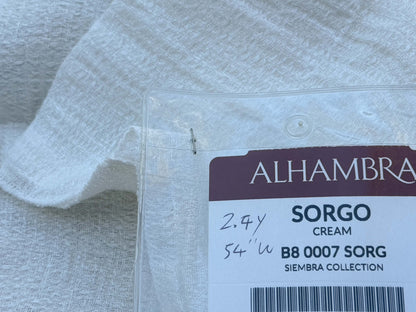 ALHAMBRA
2.4y
SORGO
CREAM
54"W
B8 0007 SORG
SIEMBRA COLLECTION